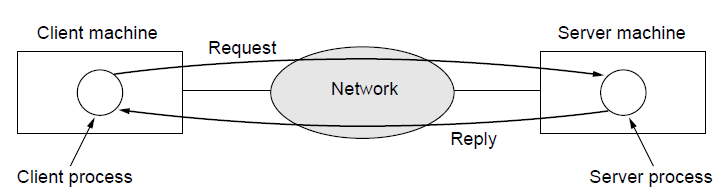 Client machine
Server machine
Request
Network
Reply
Client process
Server process